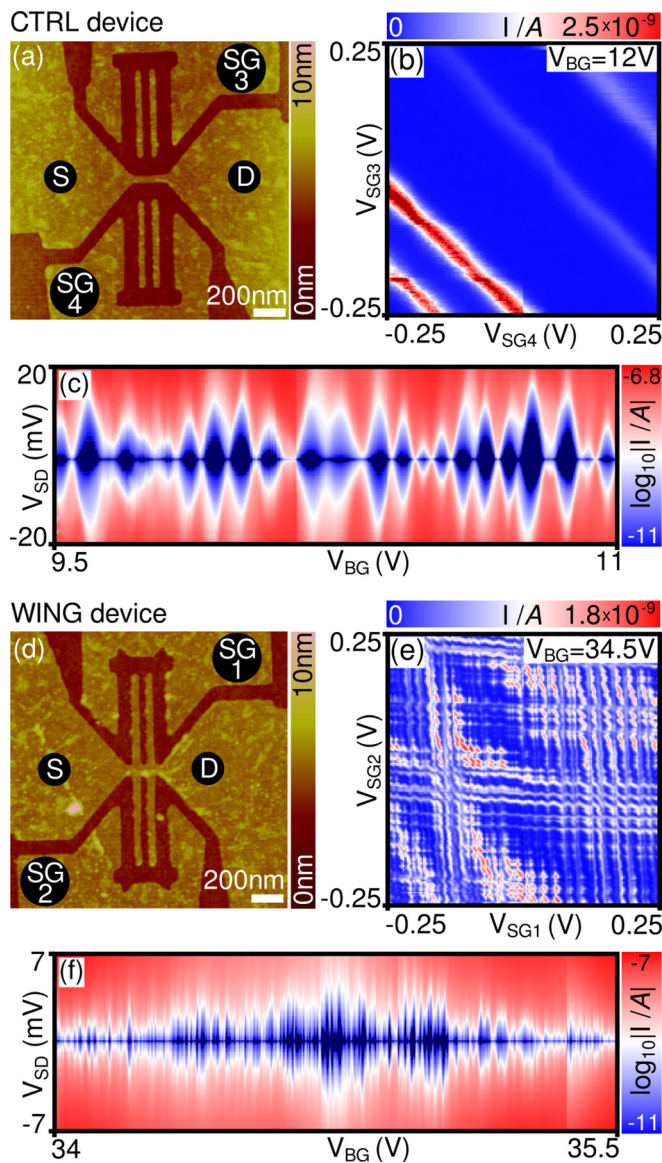 CTRL device
0 I /A 2.5×10⁻⁹
(a)
SG
3
S
D
SG
4
200nm
10nm
0nm
0.25
(b)
V_BG=12V
V_SG3 (V)
-0.25
-0.25 V_SG4 (V) 0.25
20
(c)
V_SD (mV)
-20
9.5 V_BG (V) 11
-6.8
log₁₀|I /A|
-11
WING device
0 I /A 1.8×10⁻⁹
(d)
SG
1
S
D
SG
2
200nm
10nm
0nm
0.25
(e)
V_BG=34.5V
V_SG2 (V)
-0.25
-0.25 V_SG1 (V) 0.25
7
(f)
V_SD (mV)
-7
34 V_BG (V) 35.5
-7
log₁₀|I /A|
-11